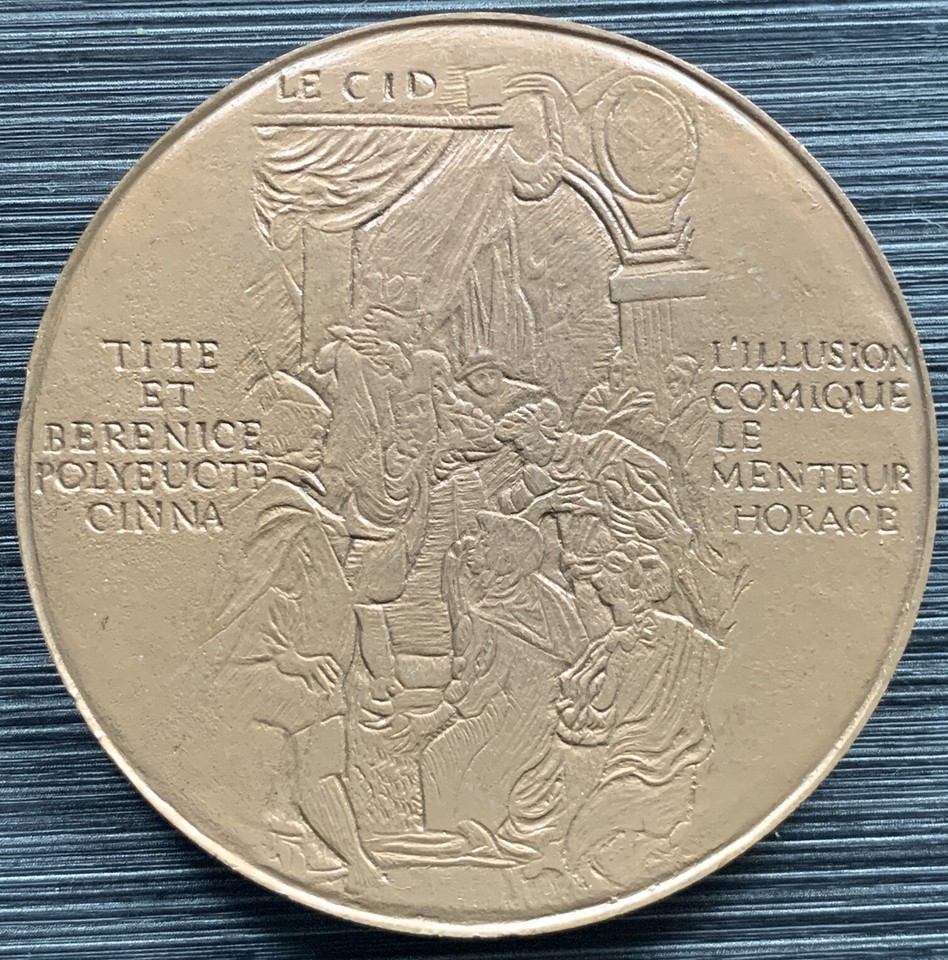 LE CID
TITE
ET
BERENICE
POLYEUCTE
CINNA
L'ILLUSION
COMIQUE
LE
MENTEUR
HORACE